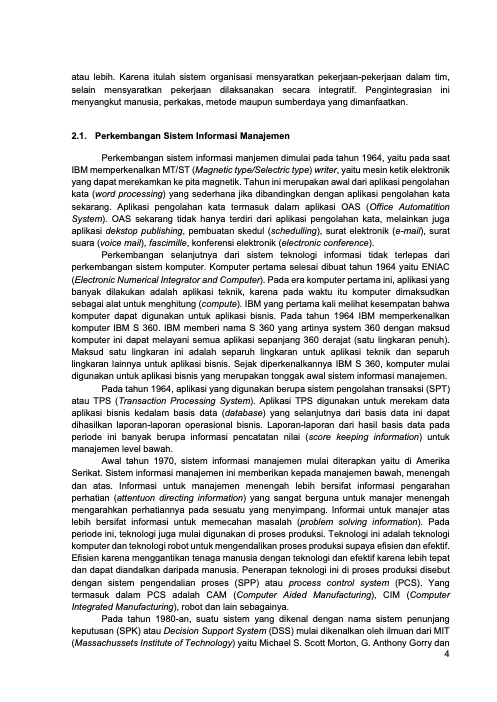 atau lebih. Karena itulah sistem organisasi mensyaratkan pekerjaan-pekerjaan dalam tim,
selain mensyaratkan pekerjaan dilaksanakan secara integratif. Pengintegrasian ini
menyangkut manusia, perkakas, metode maupun sumberdaya yang dimanfaatkan.
2.1. Perkembangan Sistem Informasi Manajemen
Perkembangan sistem informasi manjemen dimulai pada tahun 1964, yaitu pada saat
IBM memperkenalkan MT/ST (Magnetic type/Selectric type) writer, yaitu mesin ketik elektronik
yang dapat merekamkan ke pita magnetik. Tahun ini merupakan awal dari aplikasi pengolahan
kata (word processing) yang sederhana jika dibandingkan dengan aplikasi pengolahan kata
sekarang. Aplikasi pengolahan kata termasuk dalam aplikasi OAS (Office Automatition
System). OAS sekarang tidak hanya terdiri dari aplikasi pengolahan kata, melainkan juga
aplikasi dekstop publishing, pembuatan skedul (schedulling), surat elektronik (e-mail), surat
suara (voice mail), fascimille, konferensi elektronik (electronic conference).
Perkembangan selanjutnya dari sistem teknologi informasi tidak terlepas dari
perkembangan sistem komputer. Komputer pertama selesai dibuat tahun 1964 yaitu ENIAC
(Electronic Numerical Integrator and Computer). Pada era komputer pertama ini, aplikasi yang
banyak dilakukan adalah aplikasi teknik, karena pada waktu itu komputer dimaksudkan
sebagai alat untuk menghitung (compute). IBM yang pertama kali melihat kesempatan bahwa
komputer dapat digunakan untuk aplikasi bisnis. Pada tahun 1964 IBM memperkenalkan
komputer IBM S 360. IBM memberi nama S 360 yang artinya system 360 dengan maksud
komputer ini dapat melayani semua aplikasi sepanjang 360 derajat (satu lingkaran penuh).
Maksud satu lingkaran ini adalah separuh lingkaran untuk aplikasi teknik dan separuh
lingkaran lainnya untuk aplikasi bisnis. Sejak diperkenalkannya IBM S 360, komputer mulai
digunakan untuk aplikasi bisnis yang merupakan tonggak awal sistem informasi manajemen.
Pada tahun 1964, aplikasi yang digunakan berupa sistem pengolahan transaksi (SPT)
atau TPS (Transaction Processing System). Aplikasi TPS digunakan untuk merekam data
aplikasi bisnis kedalam basis data (database) yang selanjutnya dari basis data ini dapat
dihasilkan laporan-laporan operasional bisnis. Laporan-laporan dari hasil basis data pada
periode ini banyak berupa informasi pencatatan nilai (score keeping information) untuk
manajemen level bawah.
Awal tahun 1970, sistem informasi manajemen mulai diterapkan yaitu di Amerika
Serikat. Sistem informasi manajemen ini memberikan kepada manajemen bawah, menengah
dan atas. Informasi untuk manajemen menengah lebih bersifat informasi pengarahan
perhatian (attentuon directing information) yang sangat berguna untuk manajer menengah
mengarahkan perhatiannya pada sesuatu yang menyimpang. Informai untuk manajer atas
lebih bersifat informasi untuk memecahan masalah (problem solving information). Pada
periode ini, teknologi juga mulai digunakan di proses produksi. Teknologi ini adalah teknologi
komputer dan teknologi robot untuk mengendalikan proses produksi supaya efisien dan efektif.
Efisien karena menggantikan tenaga manusia dengan teknologi dan efektif karena lebih tepat
dan dapat diandalkan daripada manusia. Penerapan teknologi ini di proses produksi disebut
dengan sistem pengendalian proses (SPP) atau process control system (PCS). Yang
termasuk dalam PCS adalah CAM (Computer Aided Manufacturing), CIM (Computer
Integrated Manufacturing), robot dan lain sebagainya.
Pada tahun 1980-an, suatu sistem yang dikenal dengan nama sistem penunjang
keputusan (SPK) atau Decision Support System (DSS) mulai dikenalkan oleh ilmuan dari MIT
(Massachussets Institute of Technology) yaitu Michael S. Scott Morton, G. Anthony Gorry dan
4